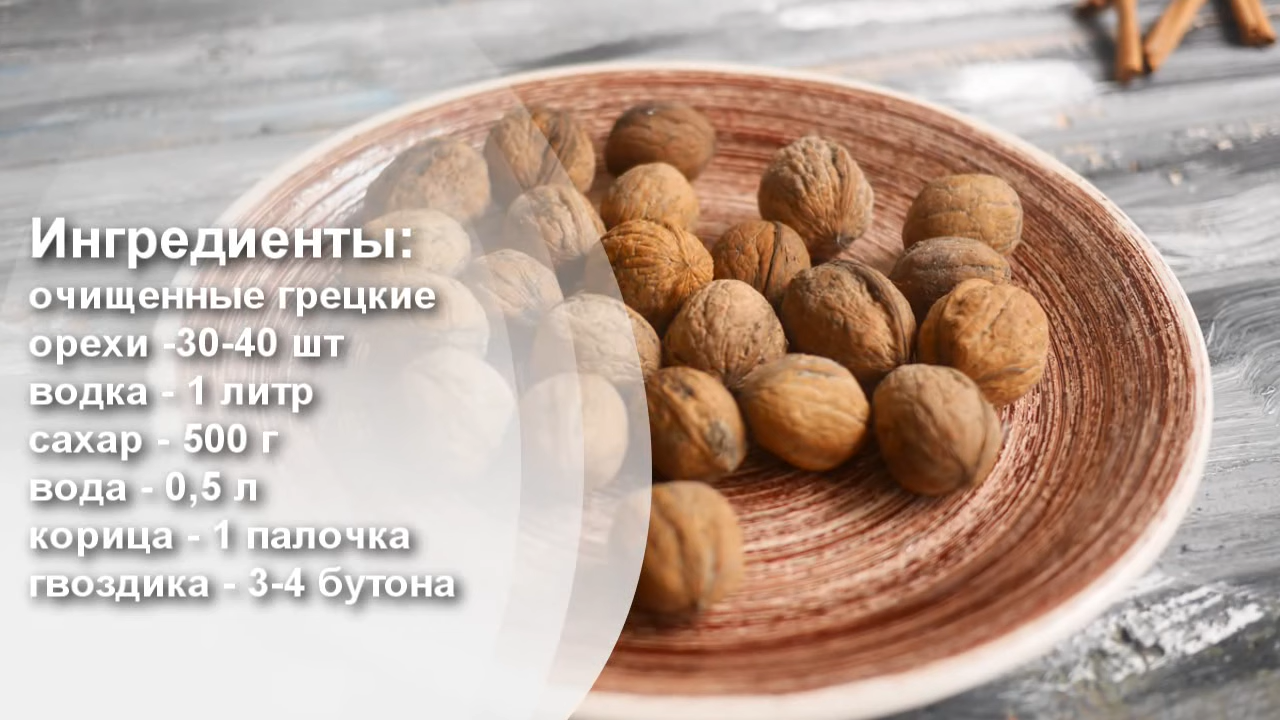 Ингредиенты:
очищенные грецкие
орехи -30-40 шт
водка - 1 литр
сахар - 500 г
вода - 0,5 л
корица - 1 палочка
гвоздика - 3-4 бутона